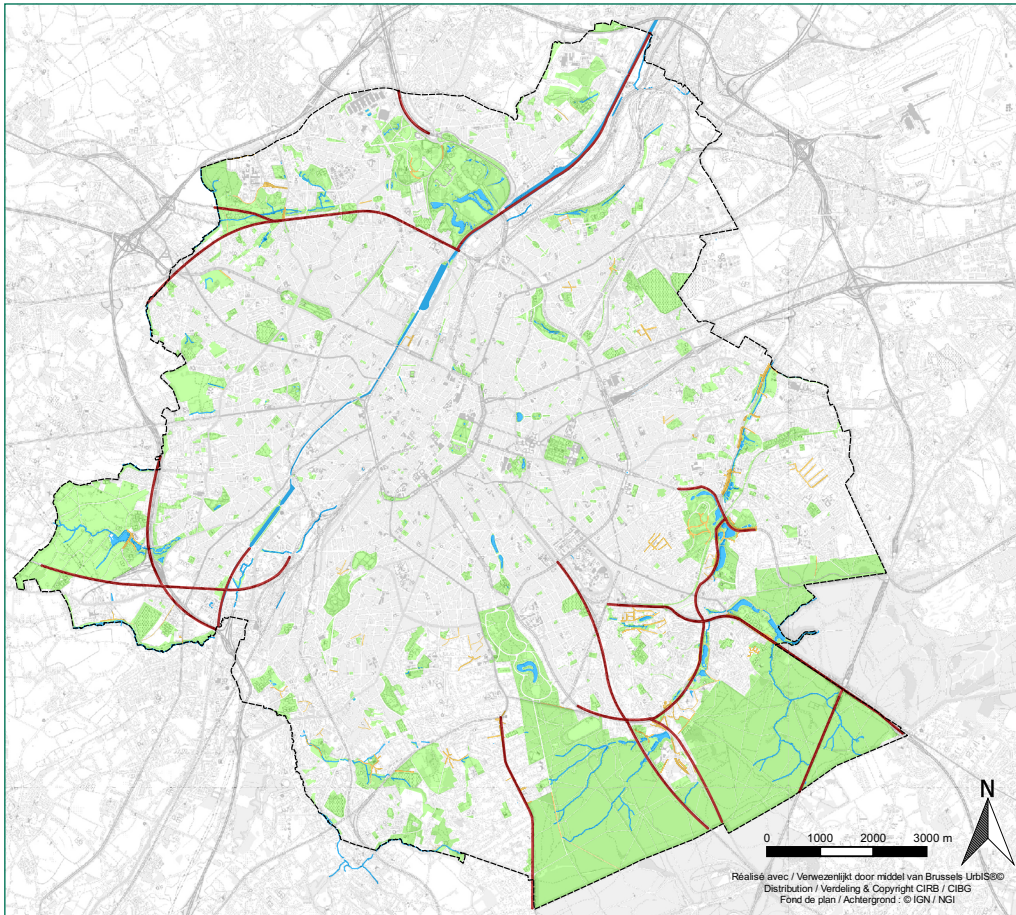 N
0 1000 2000 3000 m
Réalisé avec / Verwezenlijkt door middel van Brussels UrbIS®©
Distribution / Verdeling & Copyright CIRB / CIBG
Fond de plan / Achtergrond : © IGN / NGI